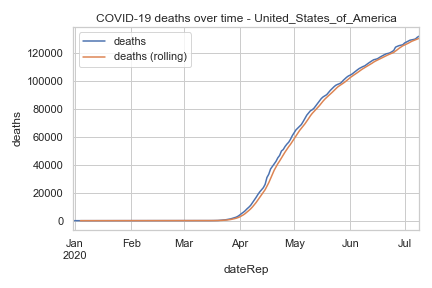 COVID-19 deaths over time - United_States_of_America
deaths
deaths (rolling)
120000
100000
80000
60000
40000
20000
0
deaths
Jan Feb Mar Apr May Jun Jul
2020
dateRep